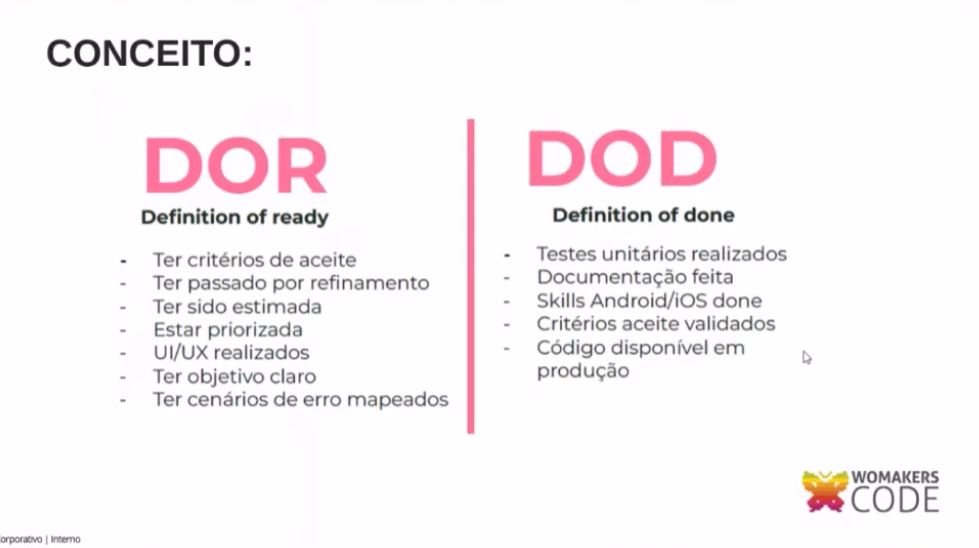 CONCEITO:
DOR
Definition of ready
- Ter critérios de aceite
- Ter passado por refinamento
- Ter sido estimada
- Estar priorizada
- UI/UX realizados
- Ter objetivo claro
- Ter cenários de erro mapeados
DOD
Definition of done
- Testes unitários realizados
- Documentação feita
- Skills Android/iOS done
- Critérios aceite validados
- Código disponível em
produção
WOMAKERS
CODE
orporativo | Interno